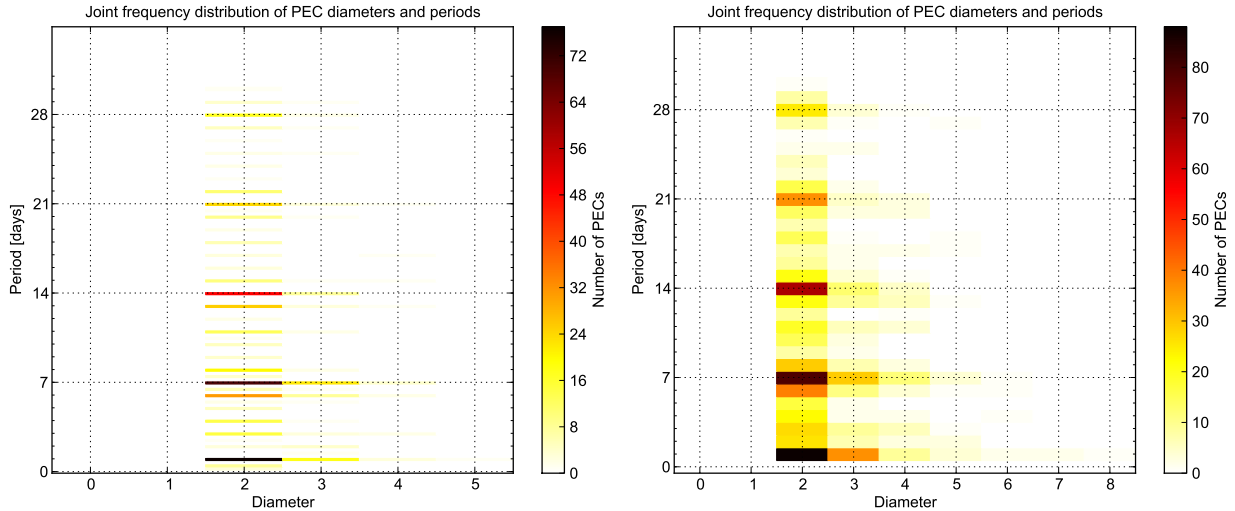 Joint frequency distribution of PEC diameters and periods
28
21
14
7
0
Period [days]
0 1 2 3 4 5
Diameter
72
64
56
48
40
32
24
16
8
0
Number of PECs
Joint frequency distribution of PEC diameters and periods
28
21
14
7
0
Period [days]
0 1 2 3 4 5 6 7 8
Diameter
80
70
60
50
40
30
20
10
0
Number of PECs